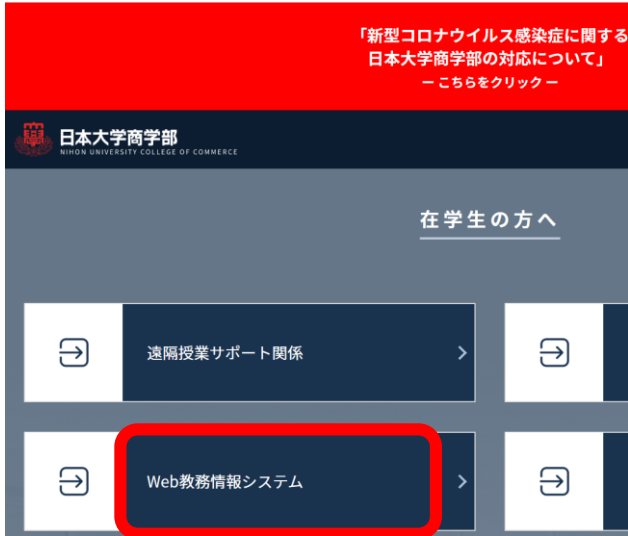 「新型コロナウイルス感染症に関する
日本大学商学部の対応について」
ー こちらをクリック ー
日本大学商学部
NIHON UNIVERSITY COLLEGE OF COMMERCE
在学生の方へ
遠隔授業サポート関係
Web教務情報システム